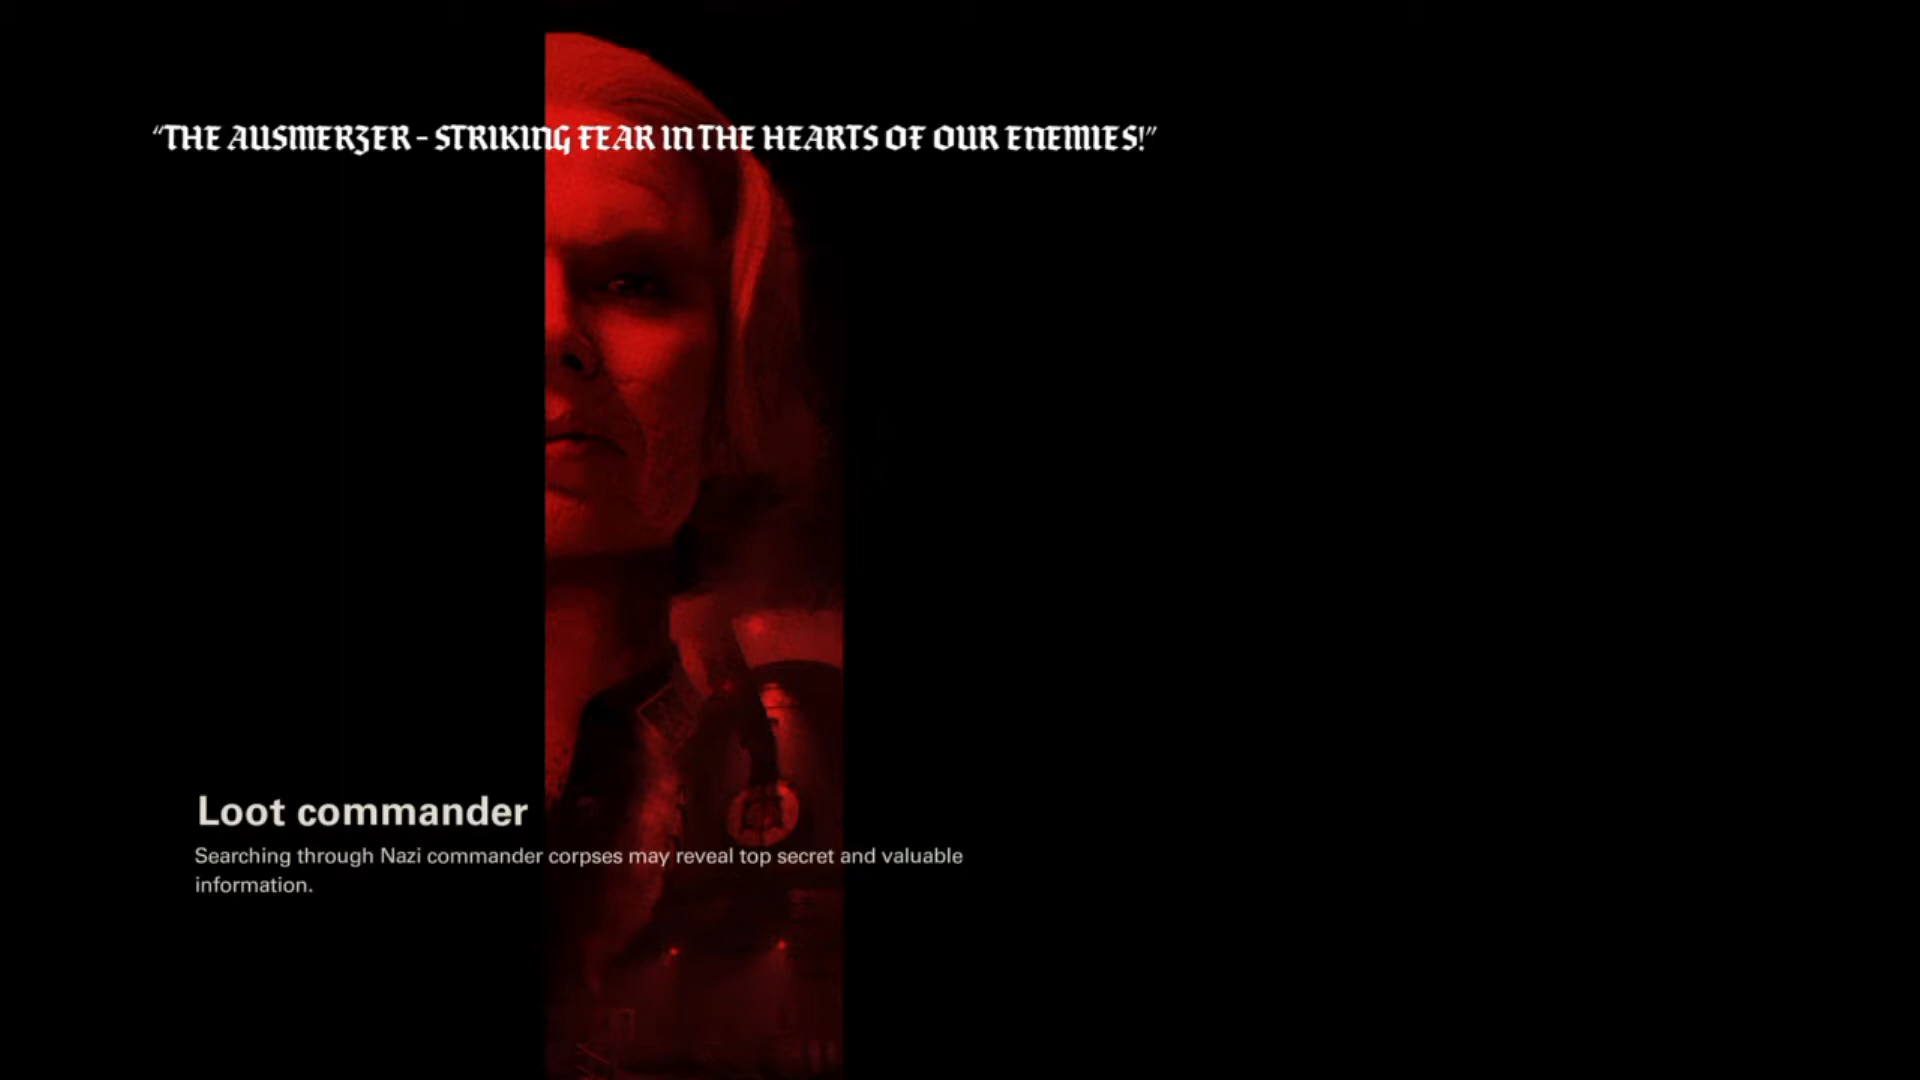 “THE AUSMERZER – STRIKING FEAR IN THE HEARTS OF OUR ENEMIES!”
Loot commander
Searching through Nazi commander corpses may reveal top secret and valuable
information.